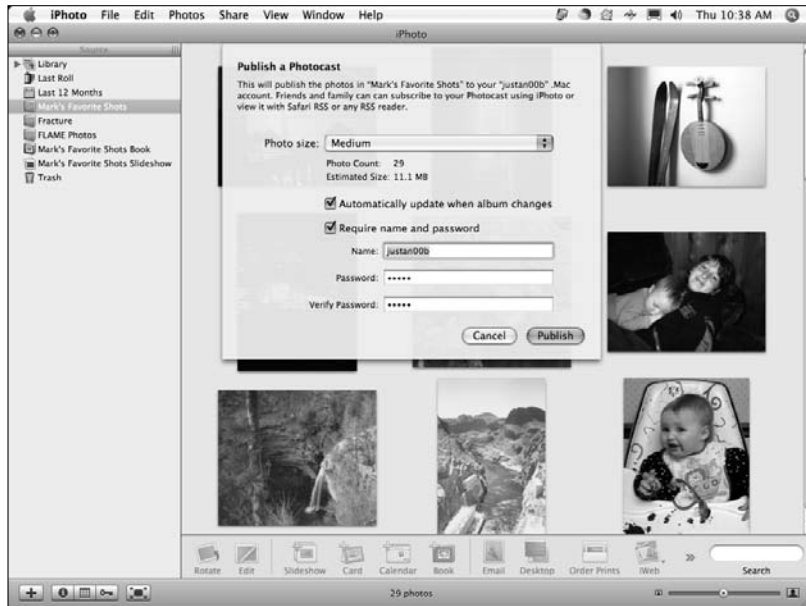 iPhoto File Edit Photos Share View Window Help Thu 10:38 AM
iPhoto
Source
Library
Last Roll
Last 12 Months
Mark's Favorite Shots
Fracture
FLAME Photos
Mark's Favorite Shots Book
Mark's Favorite Shots Slideshow
Trash
Publish a Photocast
This will publish the photos in "Mark's Favorite Shots" to your "justan00b" .Mac
account. Friends and family can can subscribe to your Photocast using iPhoto or
view it with Safari RSS or any RSS reader.
Photo size: Medium
Photo Count: 29
Estimated Size: 11.1 MB
Automatically update when album changes
Require name and password
Name: justan00b
Password: •••••
Verify Password: •••••
Cancel Publish
Rotate Edit Slideshow Card Calendar Book Email Desktop Order Prints iWeb » Search
29 photos